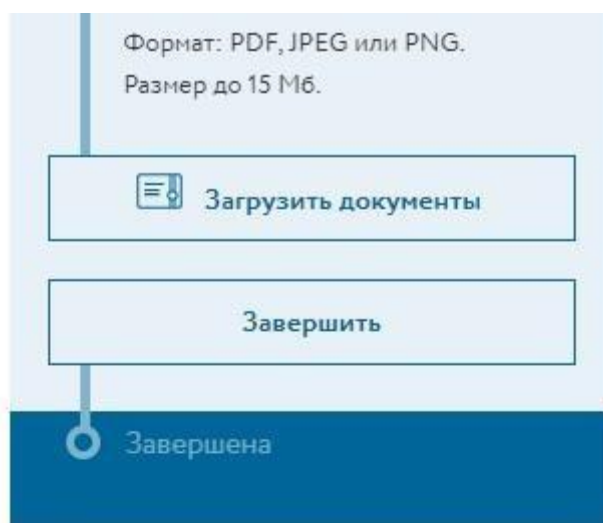 Формат: PDF, JPEG или PNG.
Размер до 15 Мб.
Загрузить документы
Завершить
Завершена